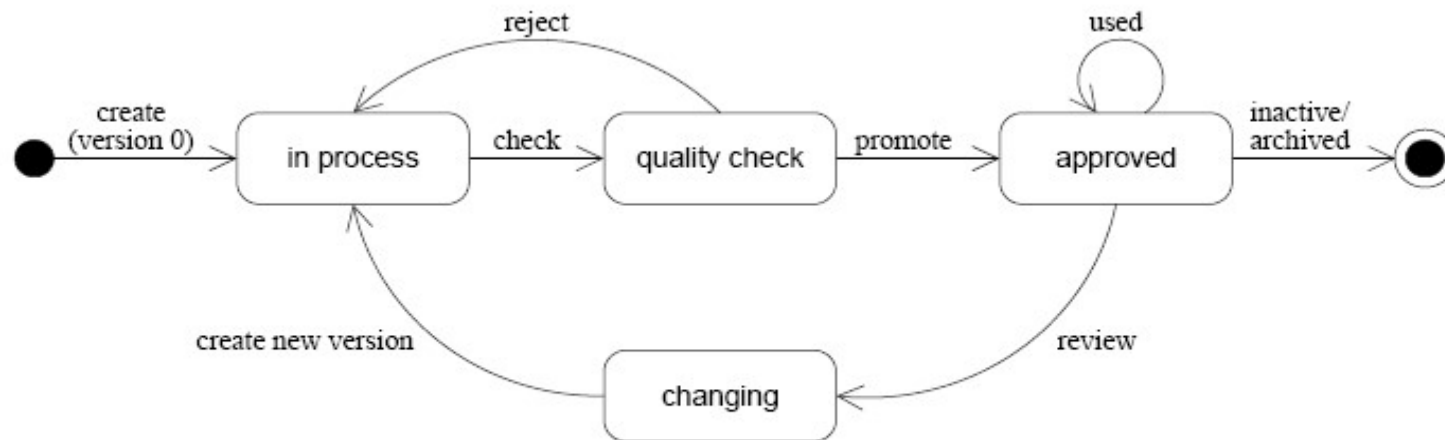 reject
used
create
(version 0)
inactive/
archived
in process
check
quality check
promote
approved
create new version
review
changing